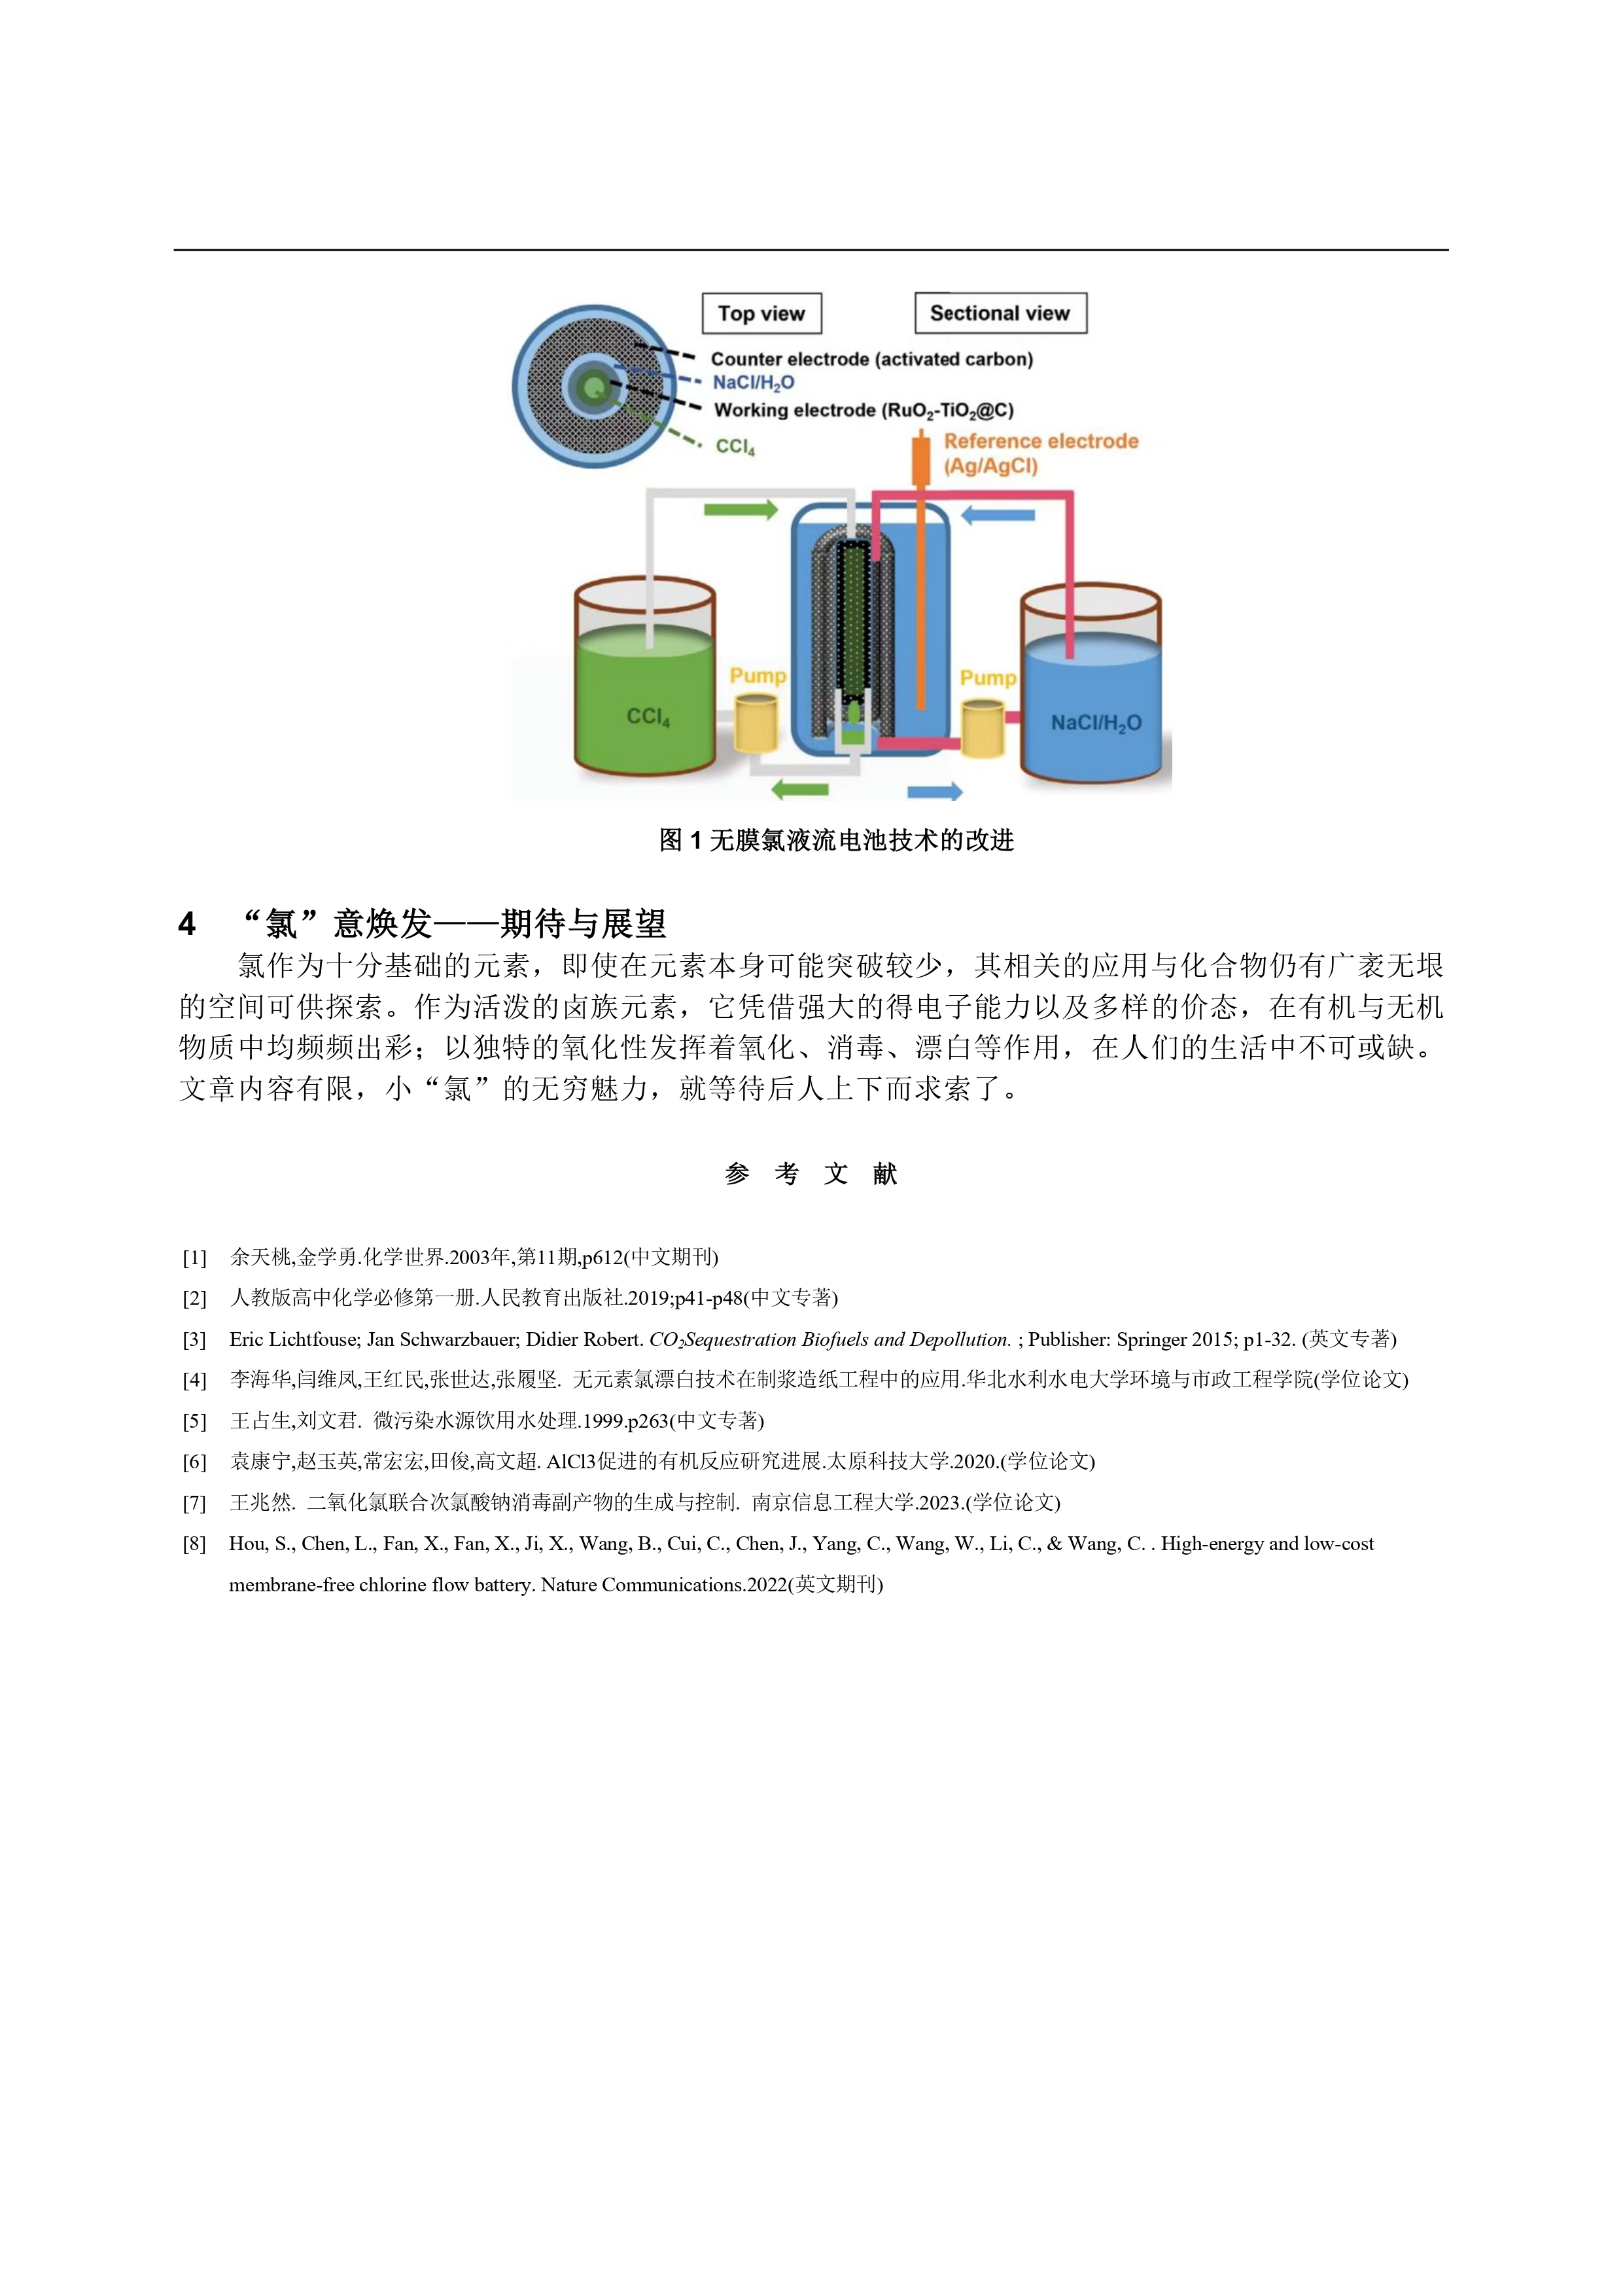 Top view
Sectional view
Counter electrode (activated carbon)
NaCl/H₂O
Working electrode (RuO₂-TiO₂@C)
CCl₄
Reference electrode
(Ag/AgCl)
Pump
Pump
CCl₄
NaCl/H₂O
图 1 无膜氯液流电池技术的改进
4 “氯”意焕发——期待与展望
氯作为十分基础的元素，即使在元素本身可能突破较少，其相关的应用与化合物仍有广袤无垠
的空间可供探索。作为活泼的卤族元素，它凭借强大的得电子能力以及多样的价态，在有机与无机
物质中均频频出彩；以独特的氧化性发挥着氧化、消毒、漂白等作用，在人们的生活中不可或缺。
文章内容有限，小“氯”的无穷魅力，就等待后人上下而求索了。
参 考 文 献
[1] 余天桃,金学勇.化学世界.2003年,第11期,p612(中文期刊)
[2] 人教版高中化学必修第一册.人民教育出版社.2019;p41-p48(中文专著)
[3] Eric Lichtfouse; Jan Schwarzbauer; Didier Robert. CO₂Sequestration Biofuels and Depollution. ; Publisher: Springer 2015; p1-32. (英文专著)
[4] 李海华,闫维凤,王红民,张世达,张履坚. 无元素氯漂白技术在制浆造纸工程中的应用.华北水利水电大学环境与市政工程学院(学位论文)
[5] 王占生,刘文君. 微污染水源饮用水处理.1999.p263(中文专著)
[6] 袁康宁,赵玉英,常宏宏,田俊,高文超. AlCl3促进的有机反应研究进展.太原科技大学.2020.(学位论文)
[7] 王兆然. 二氧化氯联合次氯酸钠消毒副产物的生成与控制. 南京信息工程大学.2023.(学位论文)
[8] Hou, S., Chen, L., Fan, X., Fan, X., Ji, X., Wang, B., Cui, C., Chen, J., Yang, C., Wang, W., Li, C., & Wang, C. . High-energy and low-cost
membrane-free chlorine flow battery. Nature Communications.2022(英文期刊)